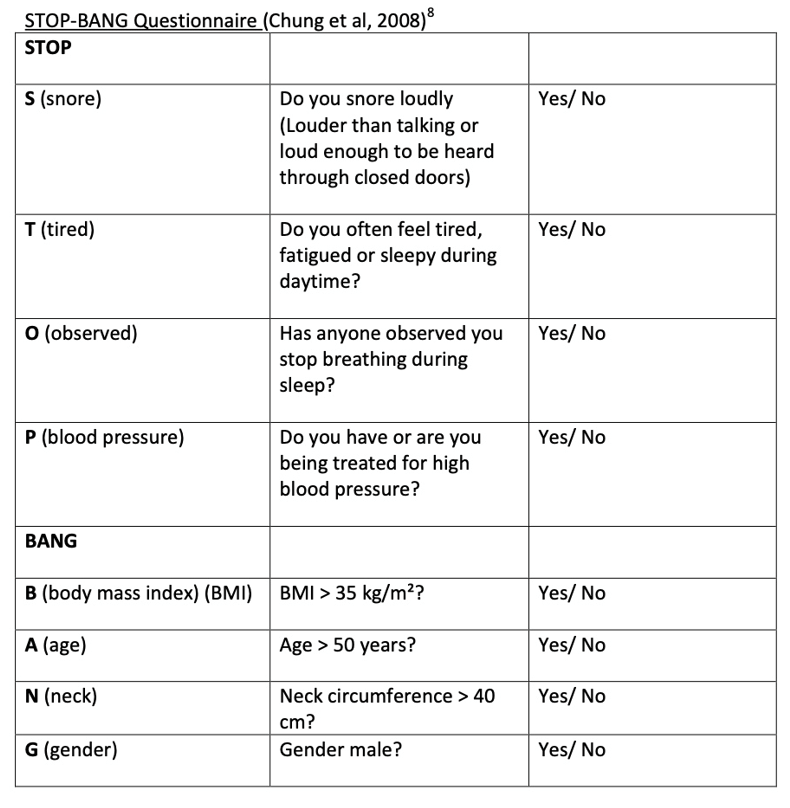 STOP-BANG Questionnaire (Chung et al, 2008)⁸
STOP
S (snore) Do you snore loudly Yes/ No
(Louder than talking or
loud enough to be heard
through closed doors)
T (tired) Do you often feel tired, Yes/ No
fatigued or sleepy during
daytime?
O (observed) Has anyone observed you Yes/ No
stop breathing during
sleep?
P (blood pressure) Do you have or are you Yes/ No
being treated for high
blood pressure?
BANG
B (body mass index) (BMI) BMI > 35 kg/m²? Yes/ No
A (age) Age > 50 years? Yes/ No
N (neck) Neck circumference > 40 Yes/ No
cm?
G (gender) Gender male? Yes/ No